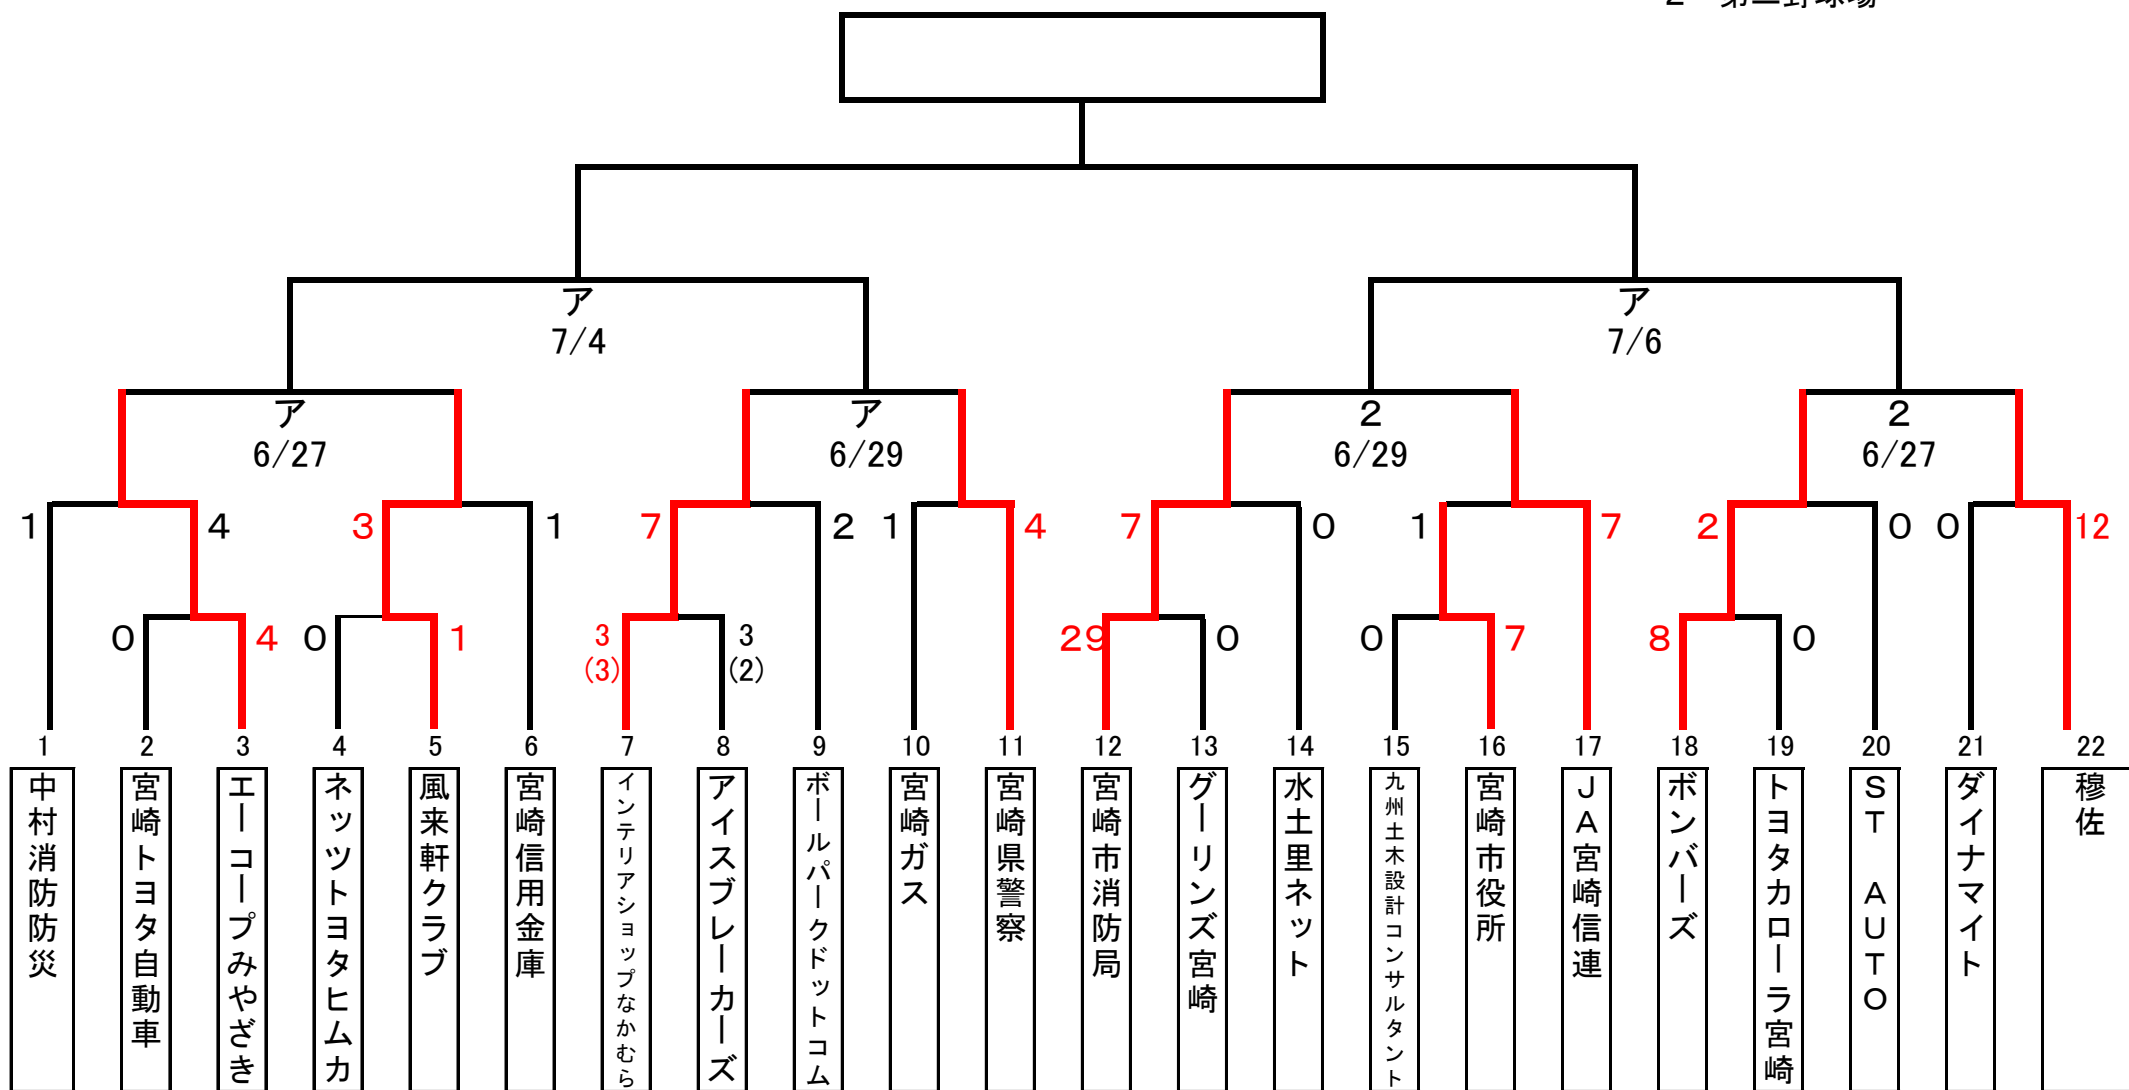 ア
7/4
ア
7/6
ア
6/27
ア
6/29
2
6/29
2
6/27
1
4
3
1
7
2
1
4
7
0
1
7
2
0
0
12
0
4
0
1
3
(3)
3
(2)
29
0
0
7
8
0
1
2
3
4
5
6
7
8
9
10
11
12
13
14
15
16
17
18
19
20
21
22
中村消防防災
宮崎トヨタ自動車
エーコープみやざき
ネッツトヨタヒムカ
風来軒クラブ
宮崎信用金庫
インテリアショップなかむら
アイスブレーカーズ
ボールパークドットコム
宮崎ガス
宮崎県警察
宮崎市消防局
グーリンズ宮崎
水土里ネット
九州土木設計コンサルタント
宮崎市役所
JA宮崎信連
ボンバーズ
トヨタカローラ宮崎
ST AUTO
ダイナマイト
穆佐